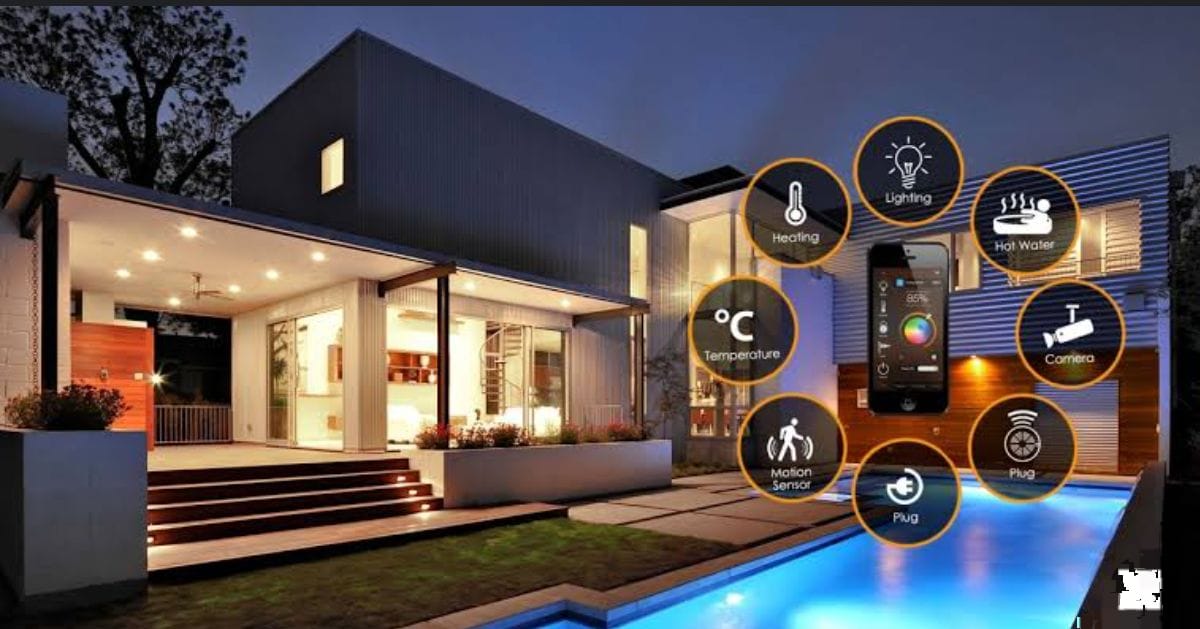 Lighting
Heating
Hot Water
°C
Temperature
85%
Camera
Motion
Sensor
Plug
Plug